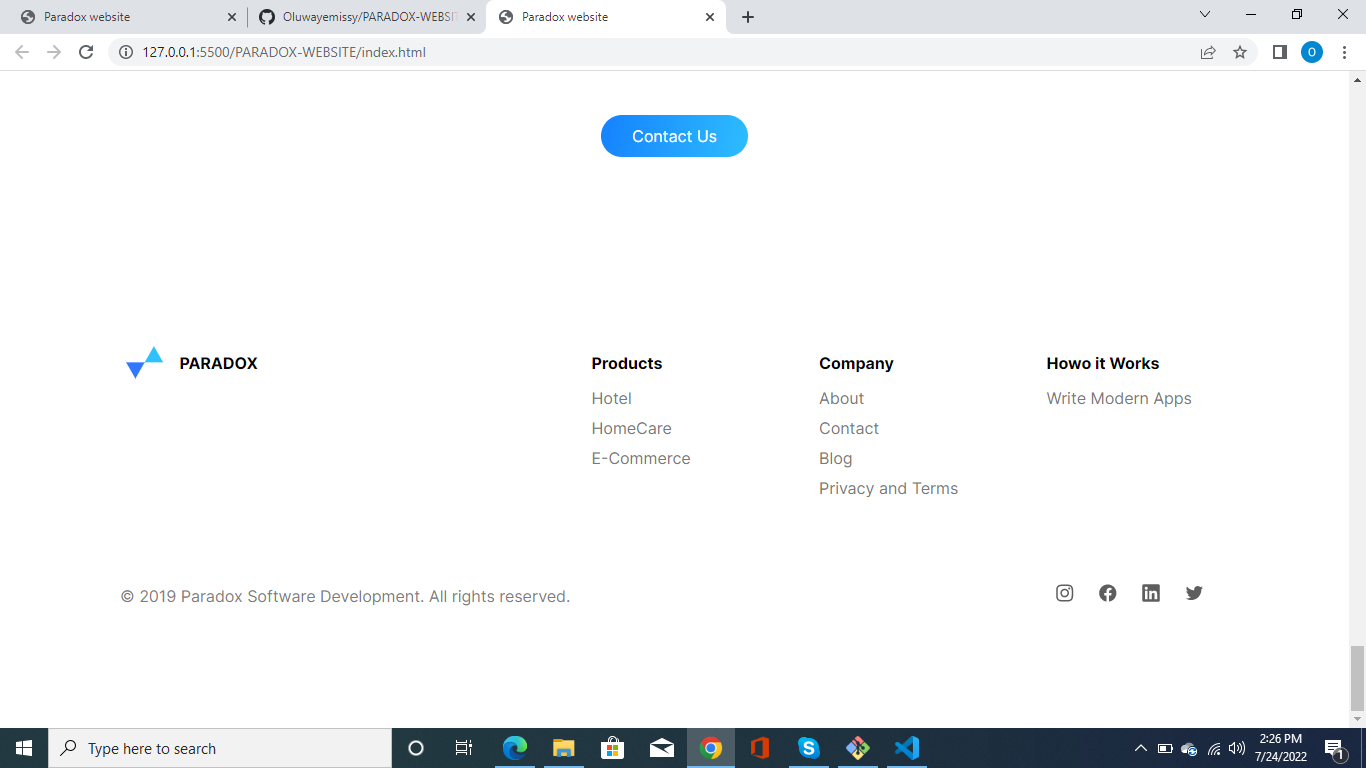 Paradox website
Oluwayemissy/PARADOX-WEBSIT
Paradox website
127.0.0.1:5500/PARADOX-WEBSITE/index.html
O
Contact Us
PARADOX
Products
Hotel
HomeCare
E-Commerce
Company
About
Contact
Blog
Privacy and Terms
Howo it Works
Write Modern Apps
© 2019 Paradox Software Development. All rights reserved.
Type here to search
2:26 PM
7/24/2022
1